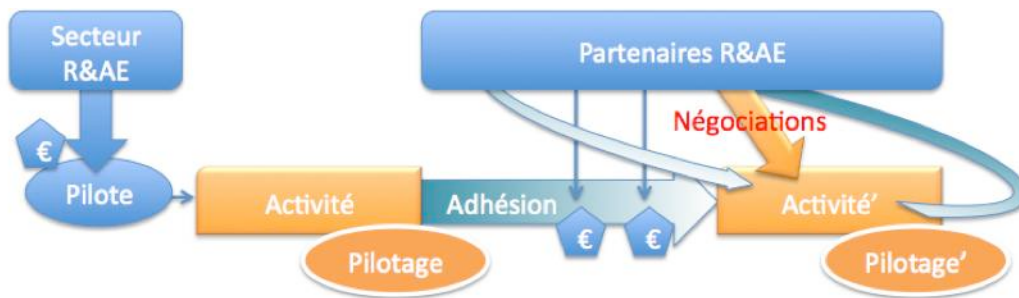 Secteur
R&AE
Partenaires R&AE
Négociations
€
Pilote
Activité
Adhésion
Activité’
€
€
Pilotage
Pilotage’